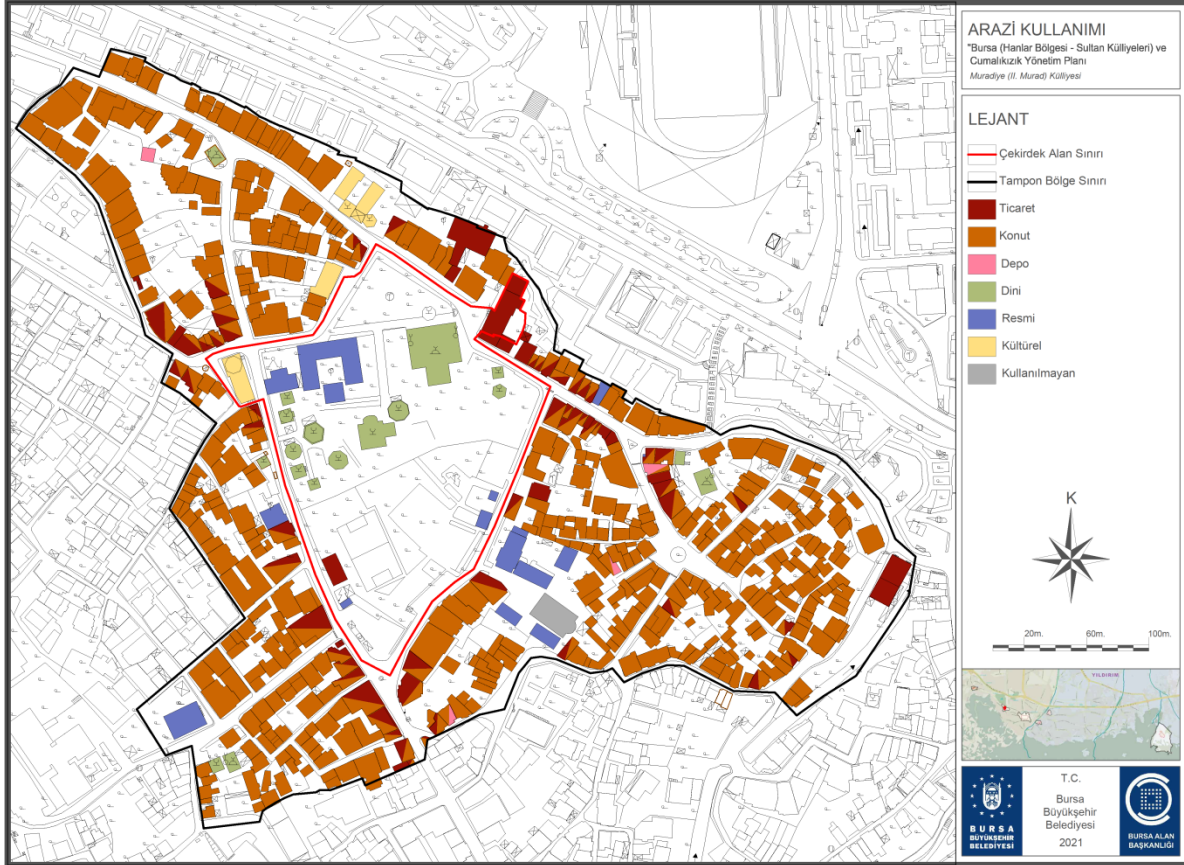 ARAZİ KULLANIMI
"Bursa (Hanlar Bölgesi - Sultan Külliyeleri) ve
Cumalıkızık Yönetim Planı
Muradiye (II. Murad) Külliyesi
LEJANT
Çekirdek Alan Sınırı
Tampon Bölge Sınırı
Ticaret
Konut
Depo
Dini
Resmi
Kültürel
Kullanılmayan
K
20m. 60m. 100m.
YILDIRIM
BURSA
BÜYÜKŞEHİR
BELEDİYESİ
T.C.
Bursa
Büyükşehir
Belediyesi
2021
BURSA ALAN
BAŞKANLIĞI